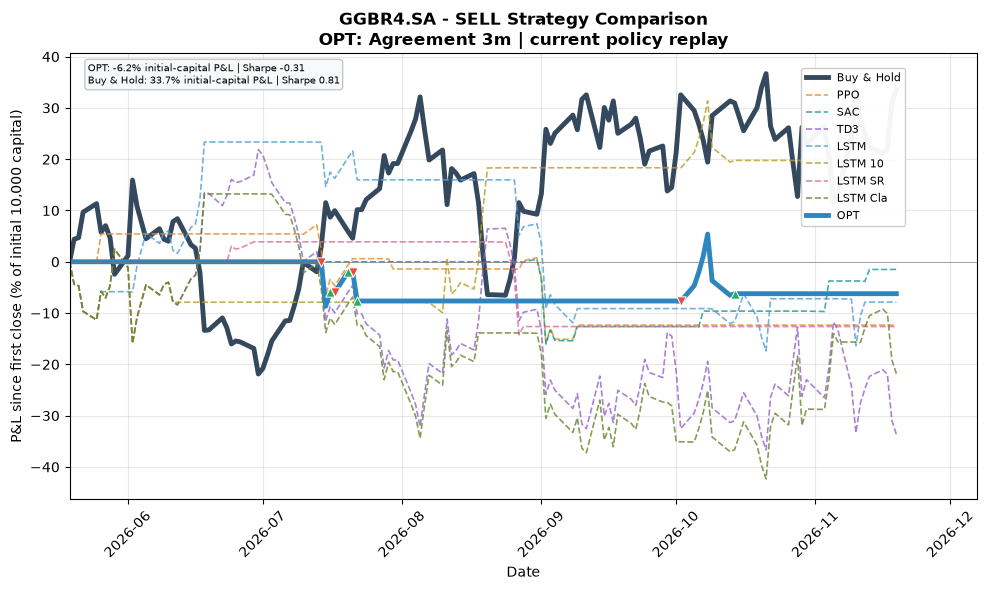 GGBR4.SA - SELL Strategy Comparison
OPT: Agreement 3m | current policy replay
OPT: -6.2% initial-capital P&L | Sharpe -0.31
Buy & Hold: 33.7% initial-capital P&L | Sharpe 0.81
Buy & Hold
PPO
SAC
TD3
LSTM
LSTM 10
LSTM SR
LSTM Cla
OPT
P&L since first close (% of initial 10,000 capital)
40
30
20
10
0
−10
−20
−30
−40
2026-06
2026-07
2026-08
2026-09
2026-10
2026-11
2026-12
Date